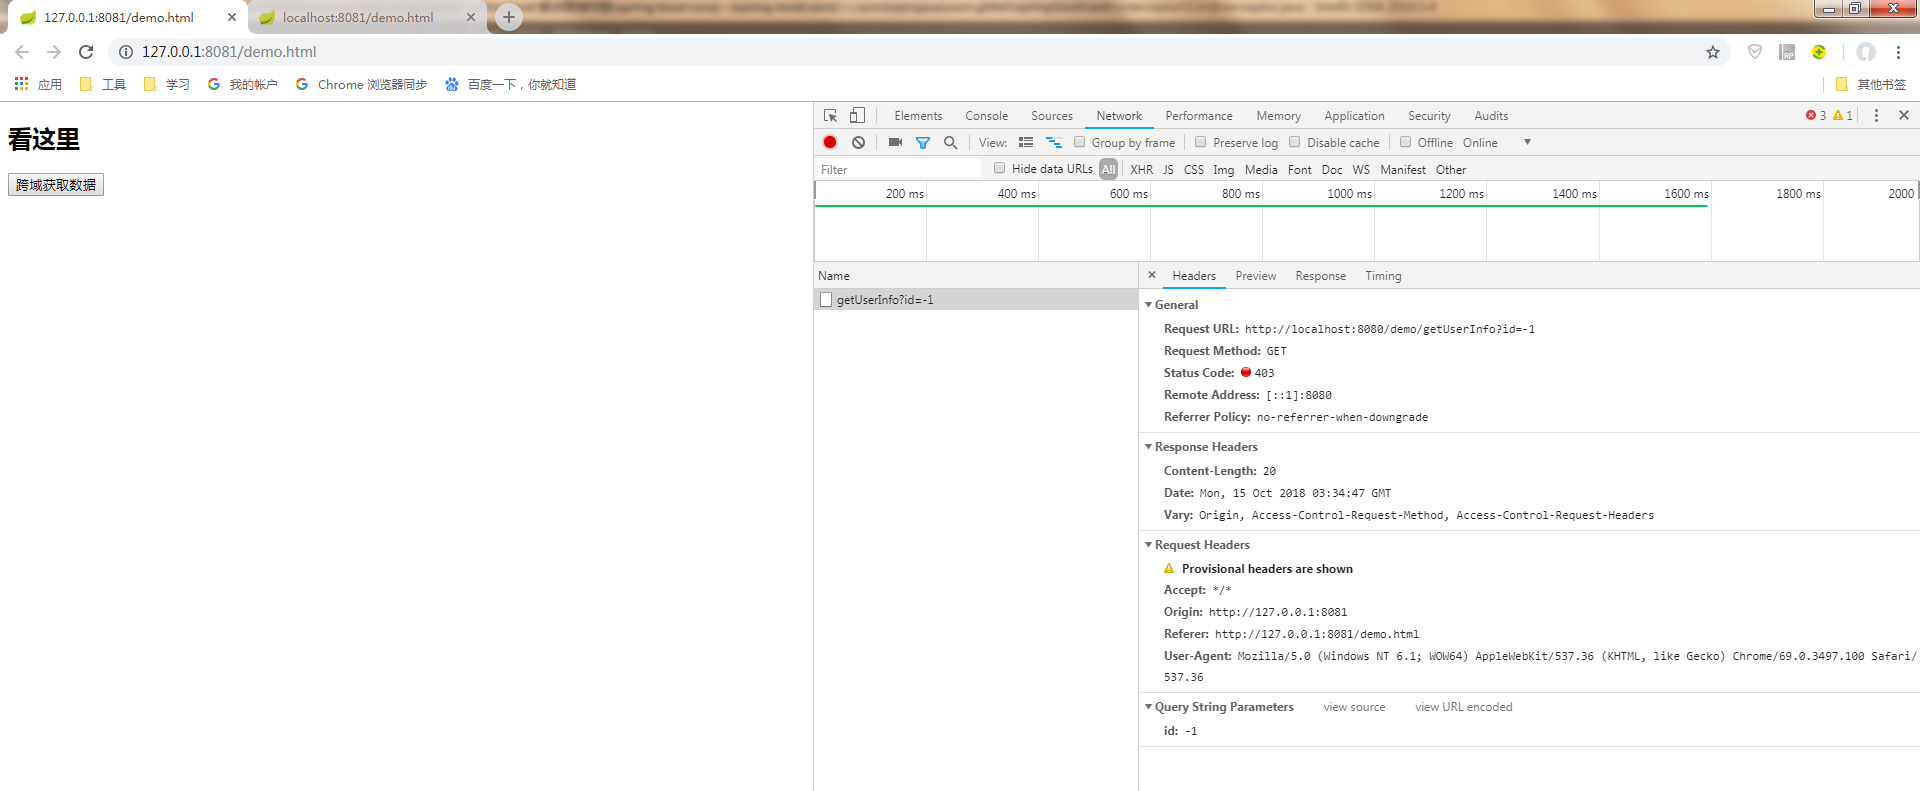 127.0.0.1:8081/demo.html
localhost:8081/demo.html
127.0.0.1:8081/demo.html
应用 工具 学习 我的帐户 Chrome 浏览器同步 百度一下，你就知道 其他书签
看这里
跨域获取数据
Elements Console Sources Network Performance Memory Application Security Audits 3 1
View: Group by frame Preserve log Disable cache Offline Online
Filter Hide data URLs All XHR JS CSS Img Media Font Doc WS Manifest Other
200 ms 400 ms 600 ms 800 ms 1000 ms 1200 ms 1400 ms 1600 ms 1800 ms 2000
Name
getUserInfo?id=-1
Headers Preview Response Timing
General
Request URL: http://localhost:8080/demo/getUserInfo?id=-1
Request Method: GET
Status Code: 403
Remote Address: [::1]:8080
Referrer Policy: no-referrer-when-downgrade
Response Headers
Content-Length: 20
Date: Mon, 15 Oct 2018 03:34:47 GMT
Vary: Origin, Access-Control-Request-Method, Access-Control-Request-Headers
Request Headers
Provisional headers are shown
Accept: */*
Origin: http://127.0.0.1:8081
Referer: http://127.0.0.1:8081/demo.html
User-Agent: Mozilla/5.0 (Windows NT 6.1; WOW64) AppleWebKit/537.36 (KHTML, like Gecko) Chrome/69.0.3497.100 Safari/
537.36
Query String Parameters view source view URL encoded
id: -1